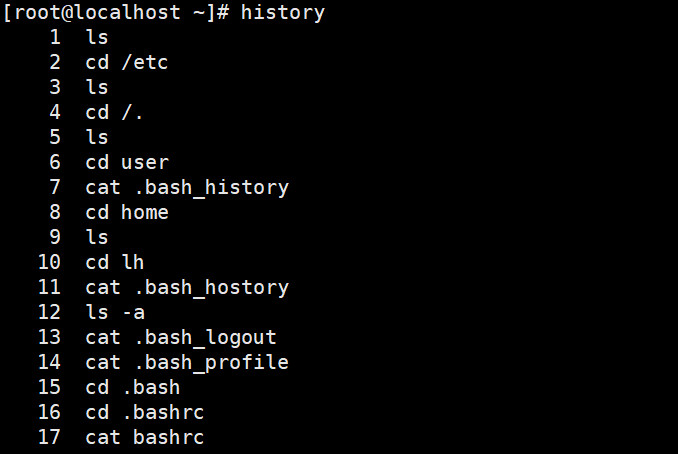 [root@localhost ~]# history
1 ls
2 cd /etc
3 ls
4 cd /.
5 ls
6 cd user
7 cat .bash_history
8 cd home
9 ls
10 cd lh
11 cat .bash_hostory
12 ls -a
13 cat .bash_logout
14 cat .bash_profile
15 cd .bash
16 cd .bashrc
17 cat bashrc